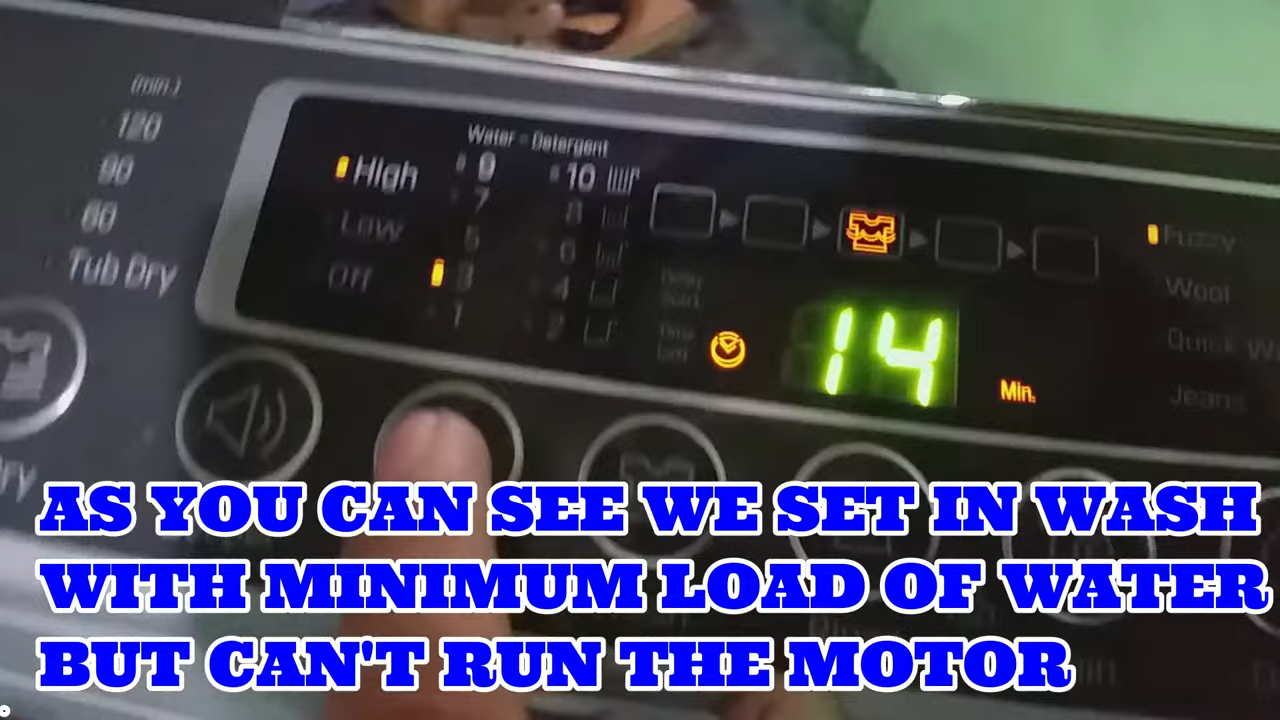 (min.)
120
90
60
Tub Dry
Water - Detergent
High
Low
Off
9
7
5
3
1
10
8
6
4
2
14
Min.
Fuzzy
Wool
Quick W
Jeans
AS YOU CAN SEE WE SET IN WASH
WITH MINIMUM LOAD OF WATER
BUT CAN'T RUN THE MOTOR